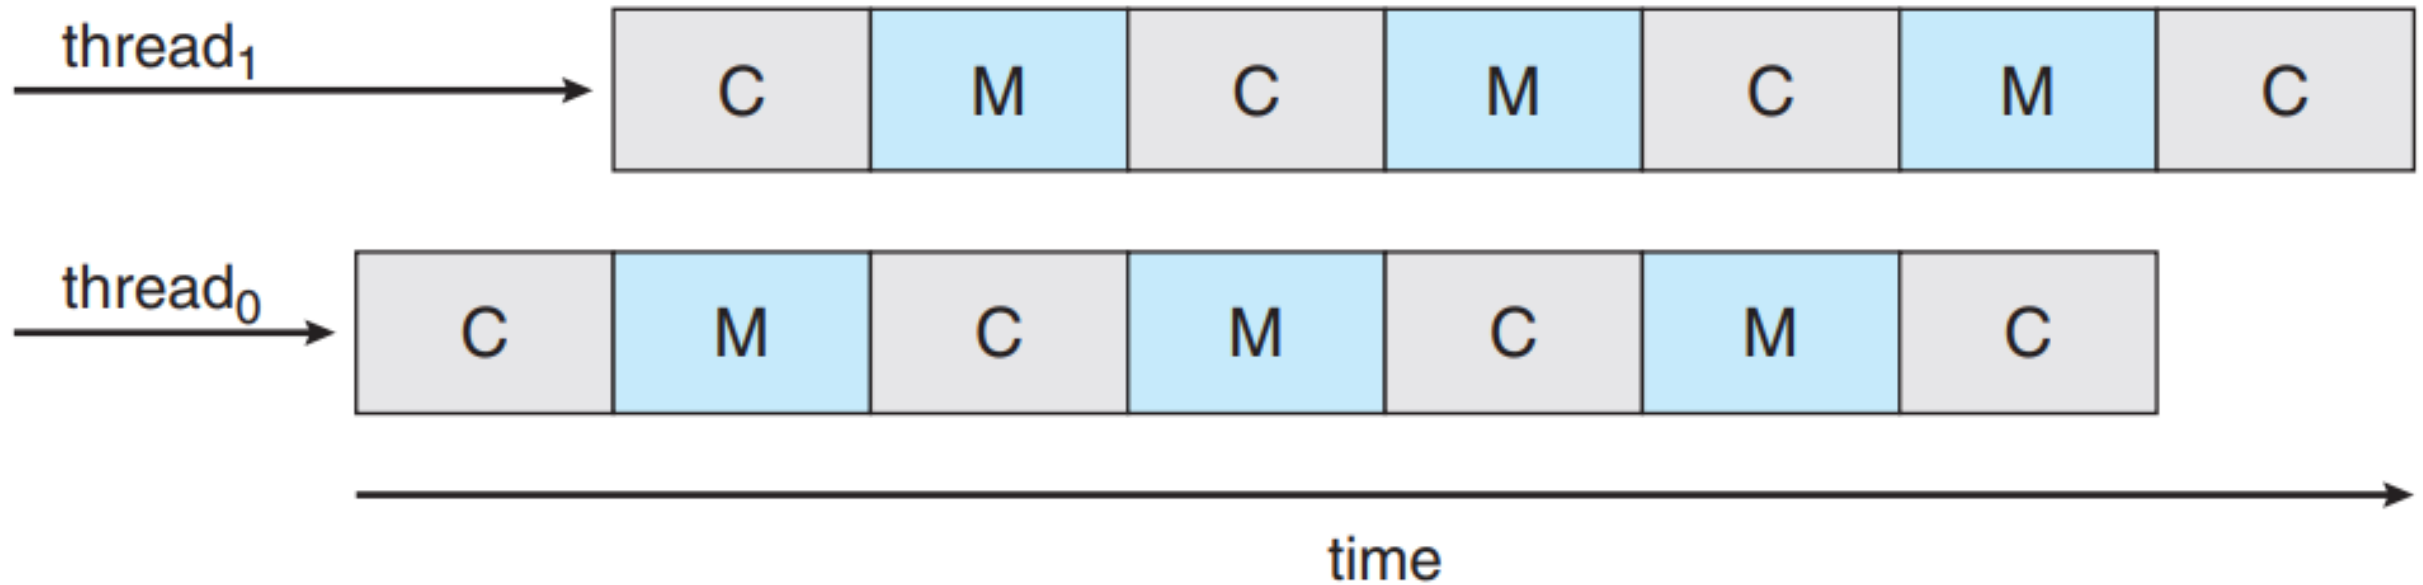 thread₁ C M C M C M C
thread₀ C M C M C M C
time